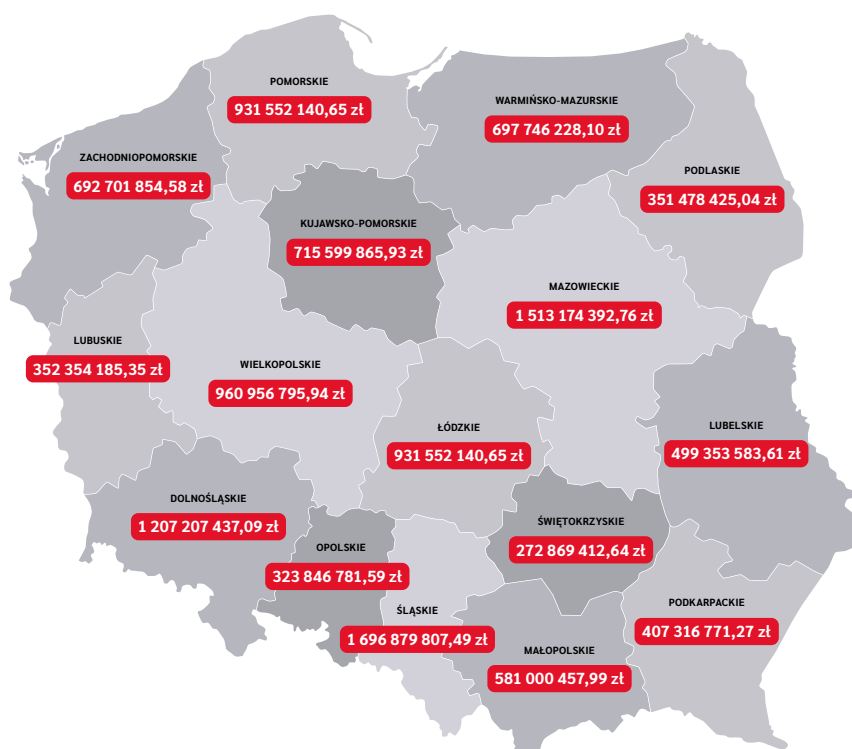 POMORSKIE
931 552 140,65 zł
WARMIŃSKO-MAZURSKIE
697 746 228,10 zł
ZACHODNIOPOMORSKIE
692 701 854,58 zł
PODLASKIE
351 478 425,04 zł
KUJAWSKO-POMORSKIE
715 599 865,93 zł
MAZOWIECKIE
1 513 174 392,76 zł
LUBUSKIE
352 354 185,35 zł
WIELKOPOLSKIE
960 956 795,94 zł
ŁÓDZKIE
931 552 140,65 zł
LUBELSKIE
499 353 583,61 zł
DOLNOŚLĄSKIE
1 207 207 437,09 zł
ŚWIĘTOKRZYSKIE
272 869 412,64 zł
OPOLSKIE
323 846 781,59 zł
ŚLĄSKIE
1 696 879 807,49 zł
PODKARPACKIE
407 316 771,27 zł
MAŁOPOLSKIE
581 000 457,99 zł